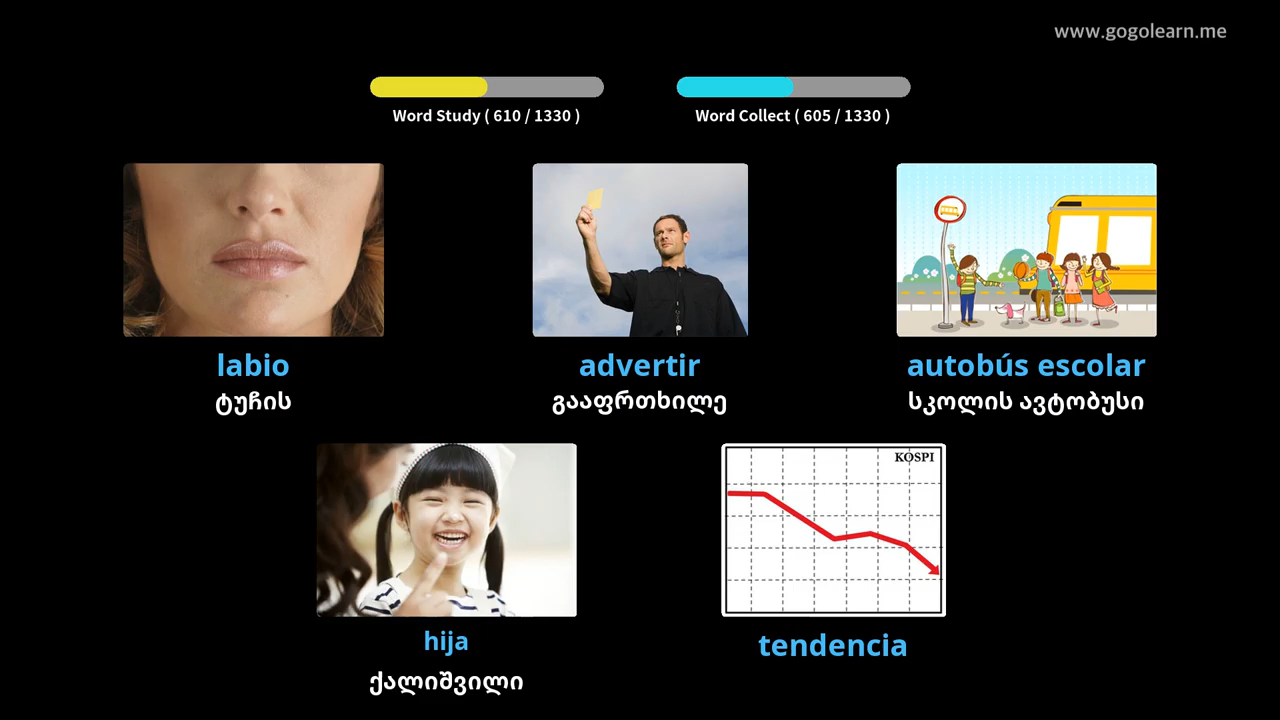 www.gogolearn.me
Word Study ( 610 / 1330 )
Word Collect ( 605 / 1330 )
labio
ტუჩის
advertir
გააფრთხილე
autobús escolar
სკოლის ავტობუსი
hija
ქალიშვილი
KOSPI
tendencia